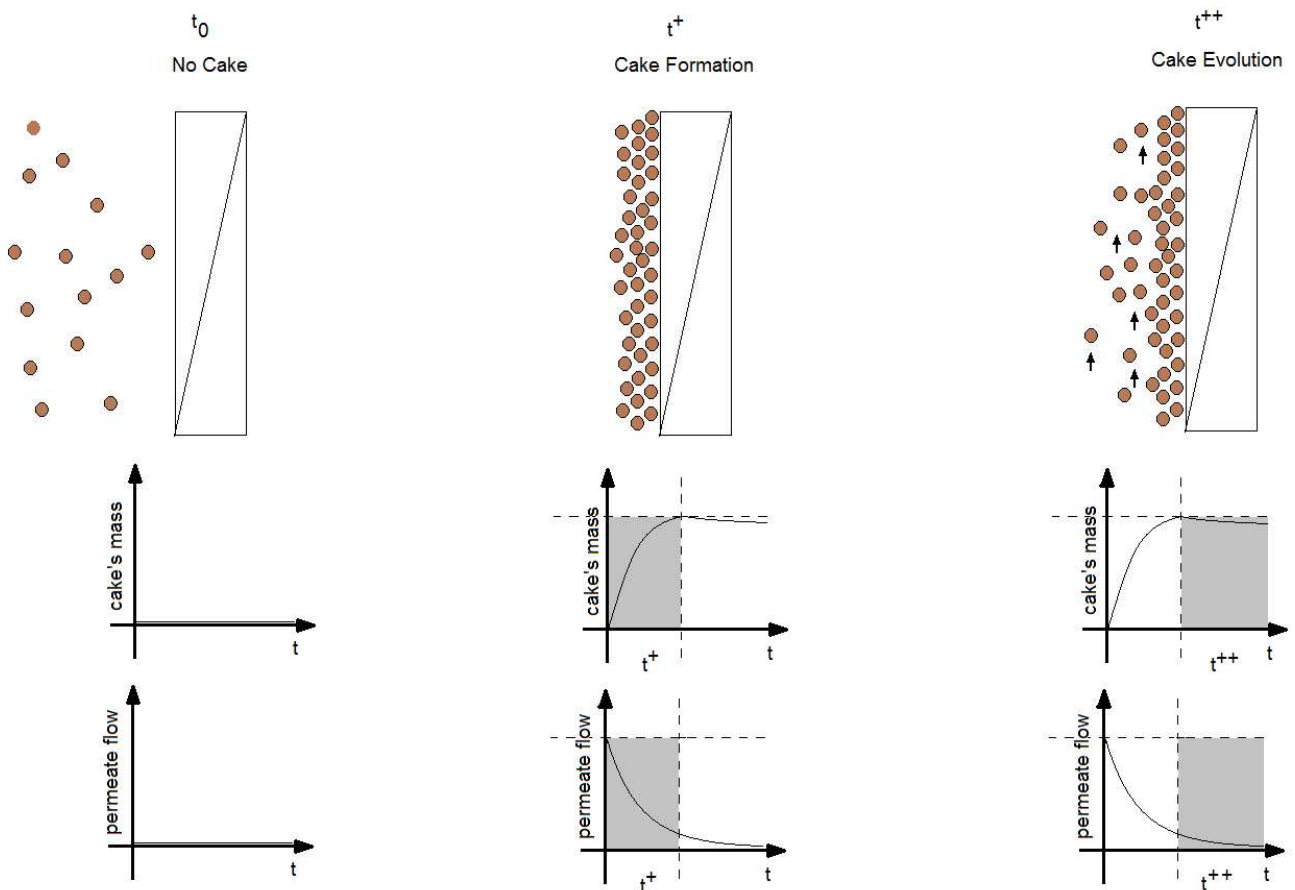 t0
t+
t++
No Cake
Cake Formation
Cake Evolution
cake's mass
t
cake's mass
t+
t
cake's mass
t++
t
permeate flow
t
permeate flow
t+
t
permeate flow
t++
t